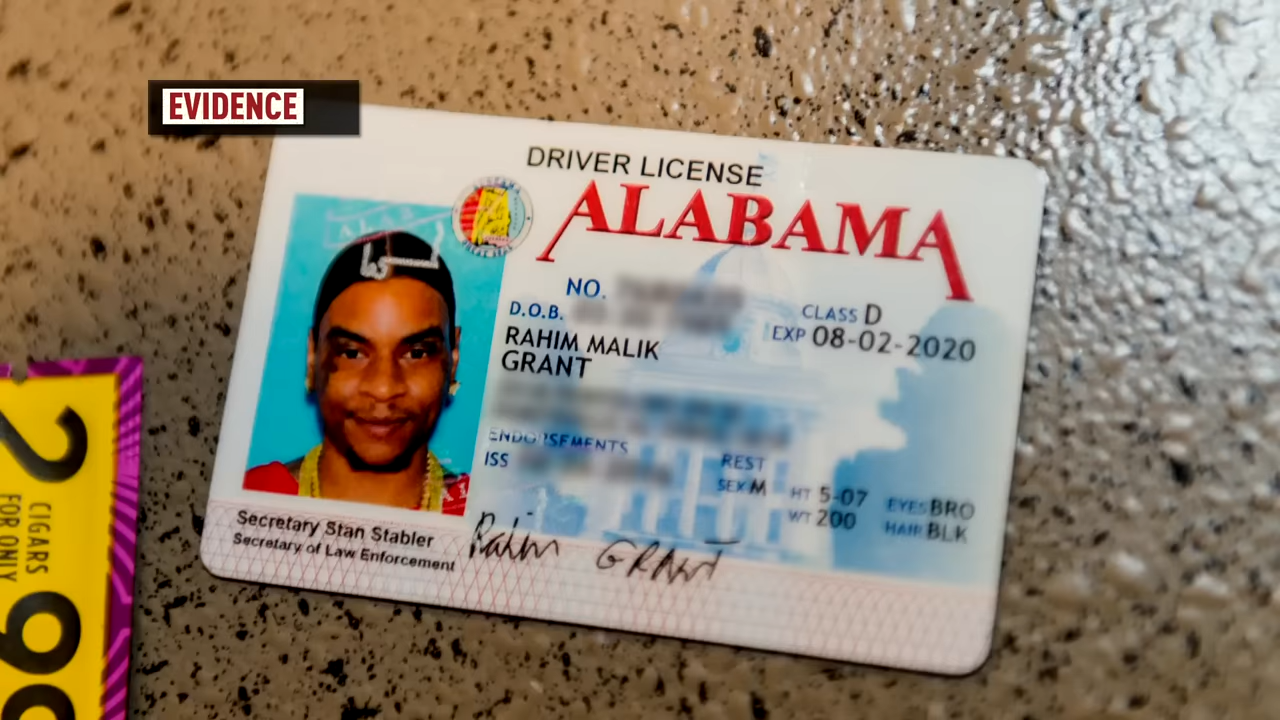 EVIDENCE
DRIVER LICENSE
ALABAMA
NO.
D.O.B.
CLASS D
EXP 08-02-2020
RAHIM MALIK
GRANT
ENDORSEMENTS
ISS
REST
SEX M HT 5-07 EYES BRO
WT 200 HAIR BLK
Secretary Stan Stabler
Secretary of Law Enforcement
Rahim GRANT
2 CIGARS
FOR ONLY
99